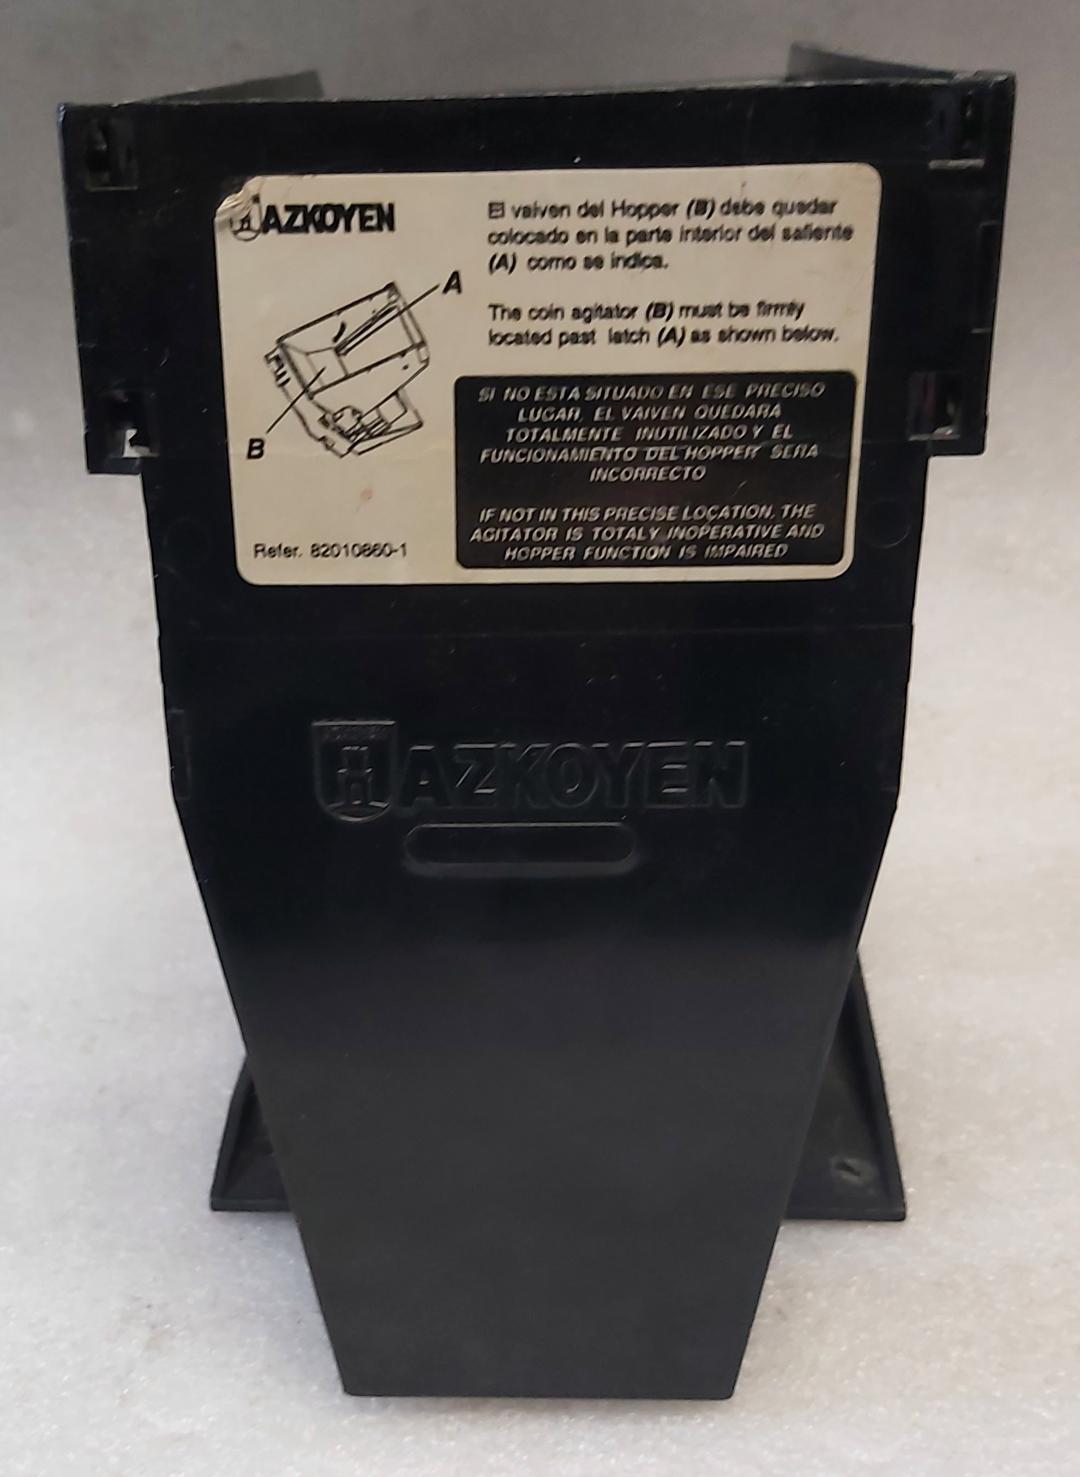 AZKOYEN
El vaiven del Hopper (B) debe quedar
colocado en la parte interior del saliente
(A) como se indica.
The coin agitator (B) must be firmly
located past latch (A) as shown below.
A
B
Refer. 82010860-1
SI NO ESTA SITUADO EN ESE PRECISO
LUGAR, EL VAIVEN QUEDARA
TOTALMENTE INUTILIZADO Y EL
FUNCIONAMIENTO DEL HOPPER SERA
INCORRECTO
IF NOT IN THIS PRECISE LOCATION, THE
AGITATOR IS TOTALY INOPERATIVE AND
HOPPER FUNCTION IS IMPAIRED
AZKOYEN